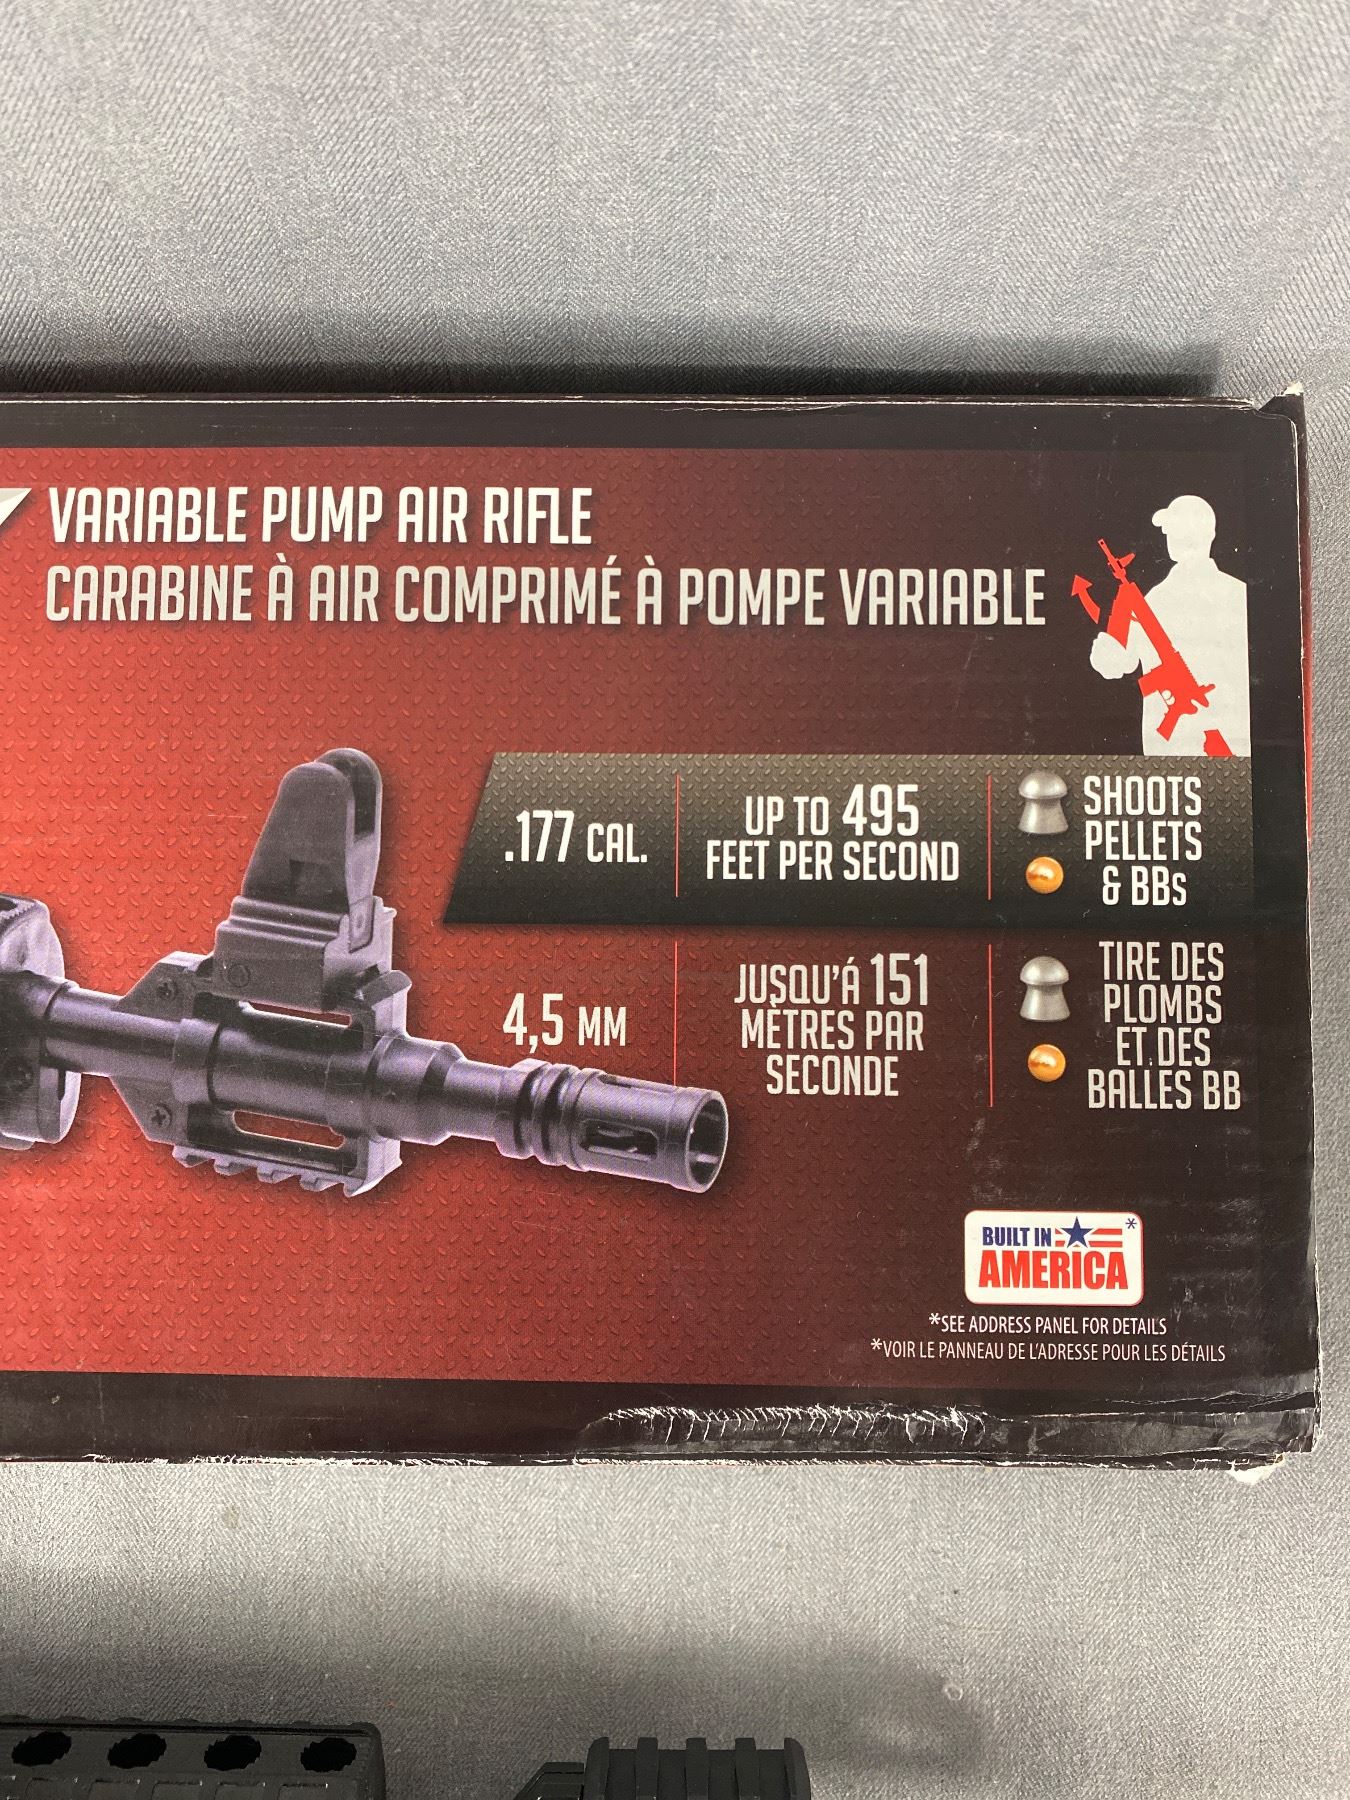 VARIABLE PUMP AIR RIFLE
CARABINE À AIR COMPRIMÉ À POMPE VARIABLE
.177 CAL.
UP TO 495
FEET PER SECOND
SHOOTS
PELLETS
& BBs
4,5 MM
JUSQU'Á 151
MÈTRES PAR
SECONDE
TIRE DES
PLOMBS
ET DES
BALLES BB
BUILT IN *
AMERICA
*SEE ADDRESS PANEL FOR DETAILS
*VOIR LE PANNEAU DE L'ADRESSE POUR LES DÉTAILS